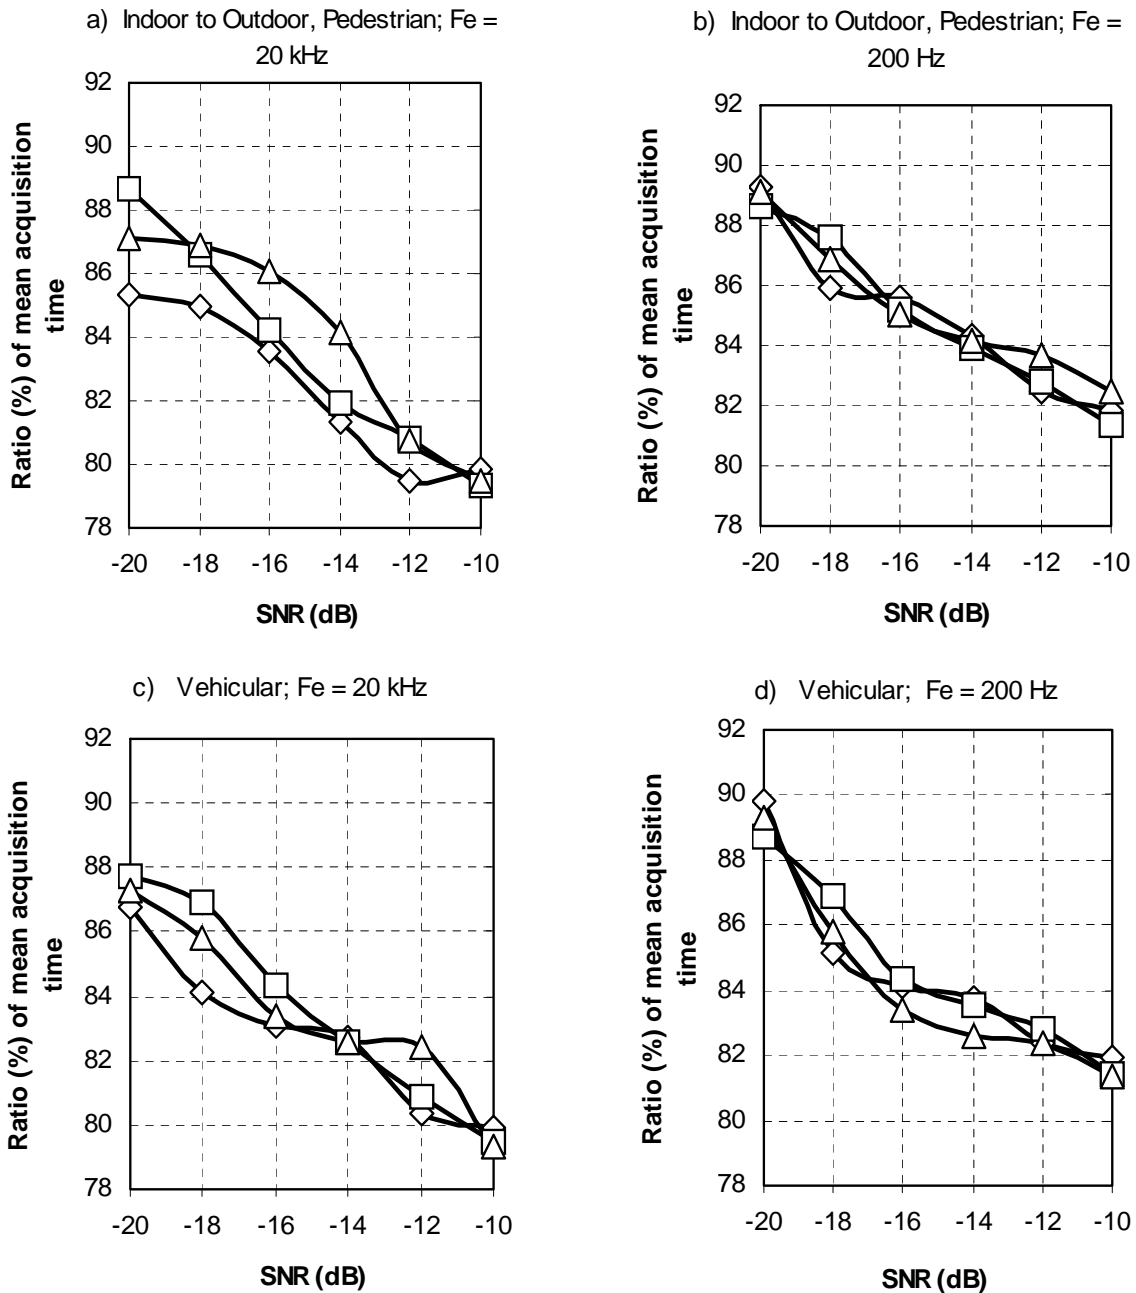 a) Indoor to Outdoor, Pedestrian; Fe =
20 kHz
92
90
88
86
84
82
80
78
Ratio (%) of mean acquisition
time
-20 -18 -16 -14 -12 -10
SNR (dB)
b) Indoor to Outdoor, Pedestrian; Fe =
200 Hz
92
90
88
86
84
82
80
78
Ratio (%) of mean acquisition
time
-20 -18 -16 -14 -12 -10
SNR (dB)
c) Vehicular; Fe = 20 kHz
92
90
88
86
84
82
80
78
Ratio (%) of mean acquisition
time
-20 -18 -16 -14 -12 -10
SNR (dB)
d) Vehicular; Fe = 200 Hz
92
90
88
86
84
82
80
78
Ratio (%) of mean acquisition
time
-20 -18 -16 -14 -12 -10
SNR (dB)